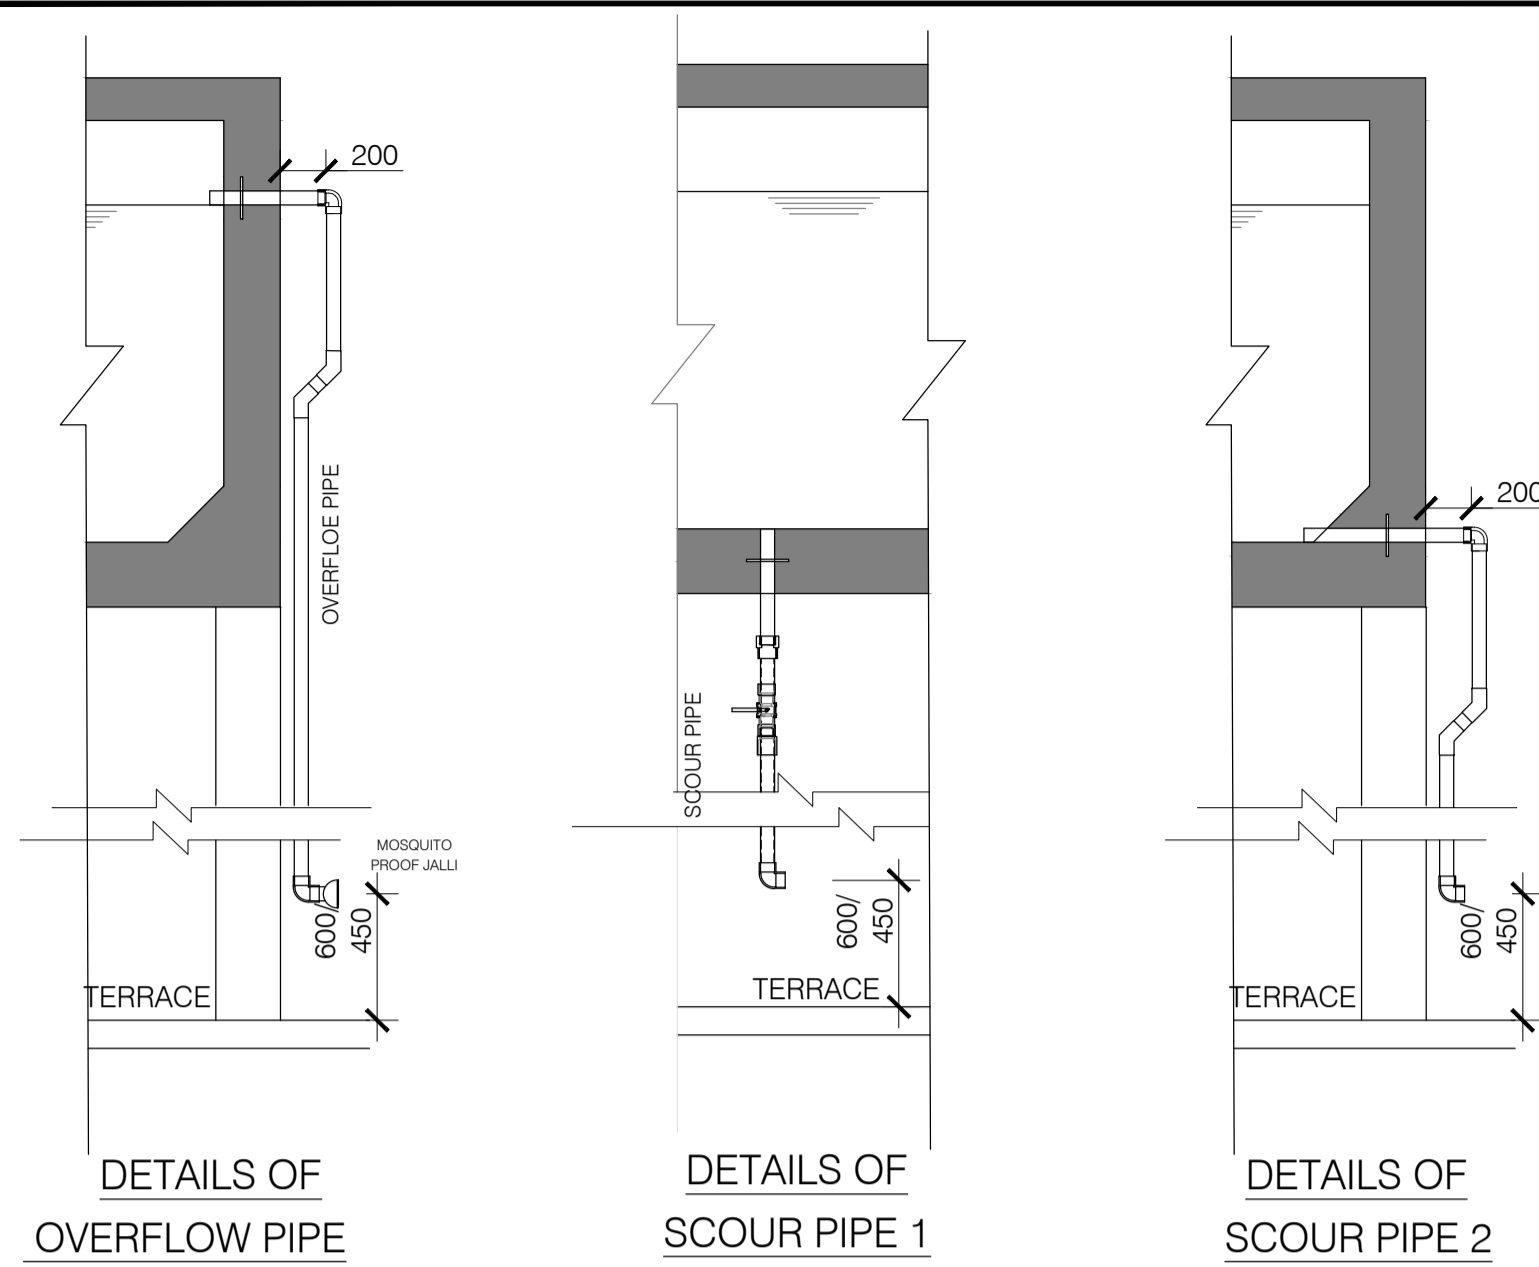 200
OVERFLOE PIPE
MOSQUITO
PROOF JALLI
600/
450
TERRACE
DETAILS OF
OVERFLOW PIPE
SCOUR PIPE
600/
450
TERRACE
DETAILS OF
SCOUR PIPE 1
200
600/
450
TERRACE
DETAILS OF
SCOUR PIPE 2